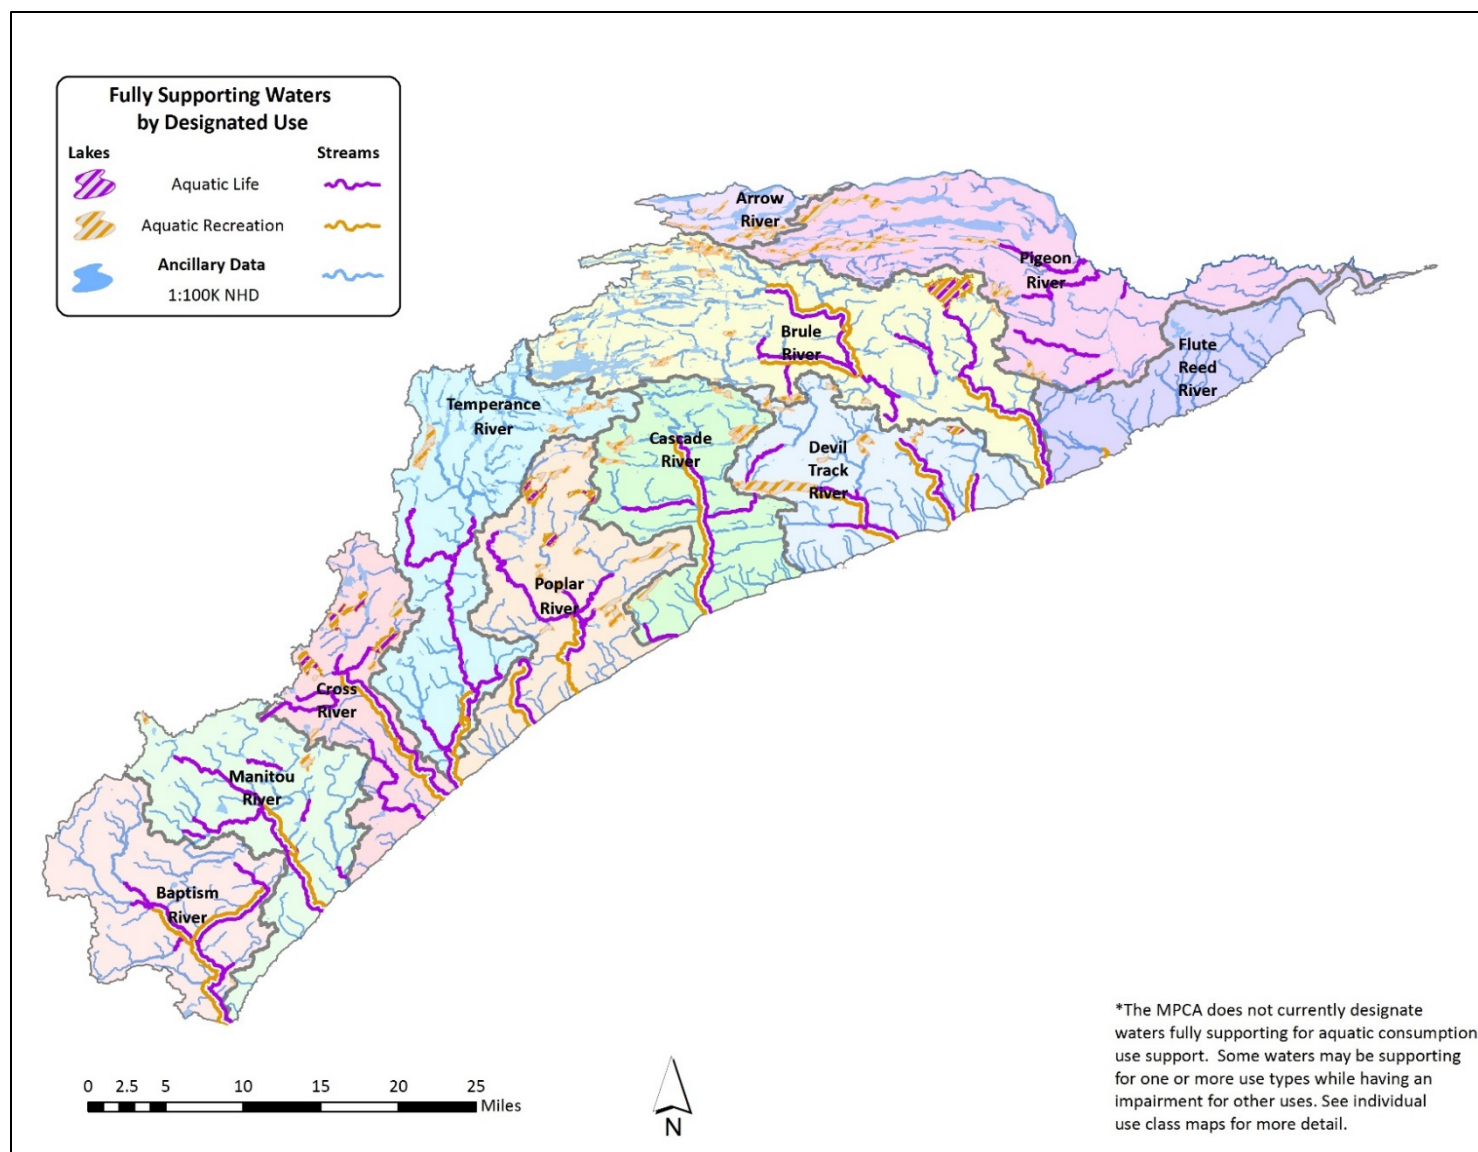 Fully Supporting Waters
by Designated Use
Lakes
Streams
Aquatic Life
Aquatic Recreation
Ancillary Data
1:100K NHD
Arrow
River
Pigeon
River
Brule
River
Flute
Reed
River
Temperance
River
Cascade
River
Devil
Track
River
Poplar
River
Cross
River
Manitou
River
Baptism
River
0 2.5 5 10 15 20 25
Miles
N
*The MPCA does not currently designate
waters fully supporting for aquatic consumption
use support. Some waters may be supporting
for one or more use types while having an
impairment for other uses. See individual
use class maps for more detail.